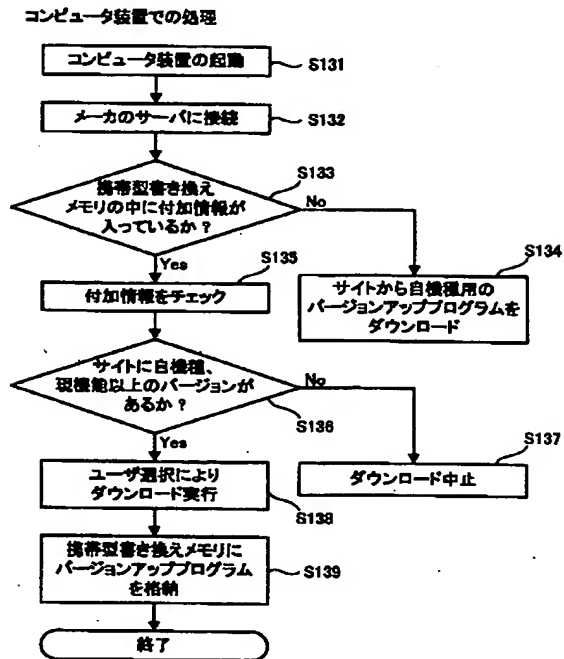 コンピュータ装置での処理
コンピュータ装置の起動
S131
メーカのサーバに接続
S132
S133
携帯型書き換え
メモリの中に付加情報が
入っているか？
No
Yes
S134
サイトから自機種用の
バージョンアッププログラムを
ダウンロード
S135
付加情報をチェック
サイトに自機種、
現機能以上のバージョンが
あるか？
No
S136
Yes
S137
ダウンロード中止
ユーザ選択により
ダウンロード実行
S138
携帯型書き換えメモリに
バージョンアッププログラム
を格納
S139
終了